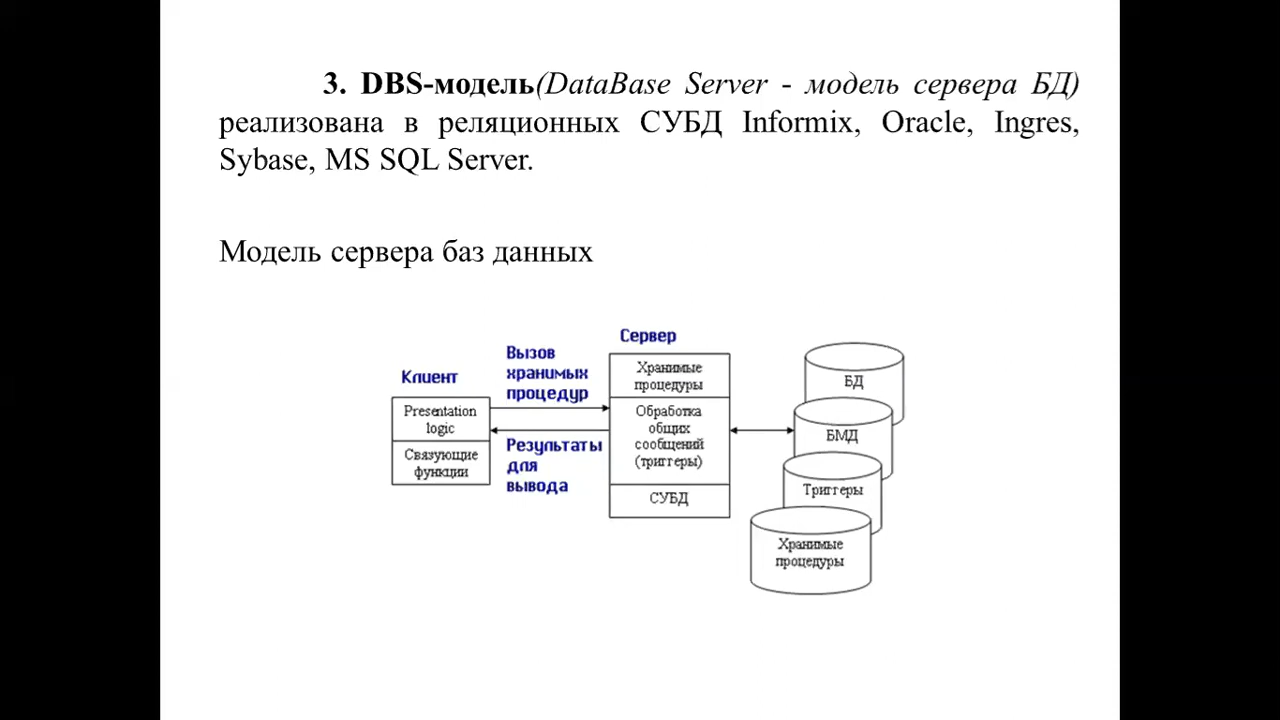 3. DBS-модель(DataBase Server - модель сервера БД)
реализована в реляционных СУБД Informix, Oracle, Ingres,
Sybase, MS SQL Server.
Модель сервера баз данных
Клиент
Presentation
logic
Связующие
функции
Вызов
хранимых
процедур
Результаты
для
вывода
Сервер
Хранимые
процедуры
Обработка
общих
сообщений
(триггеры)
СУБД
БД
БМД
Триггеры
Хранимые
процедуры